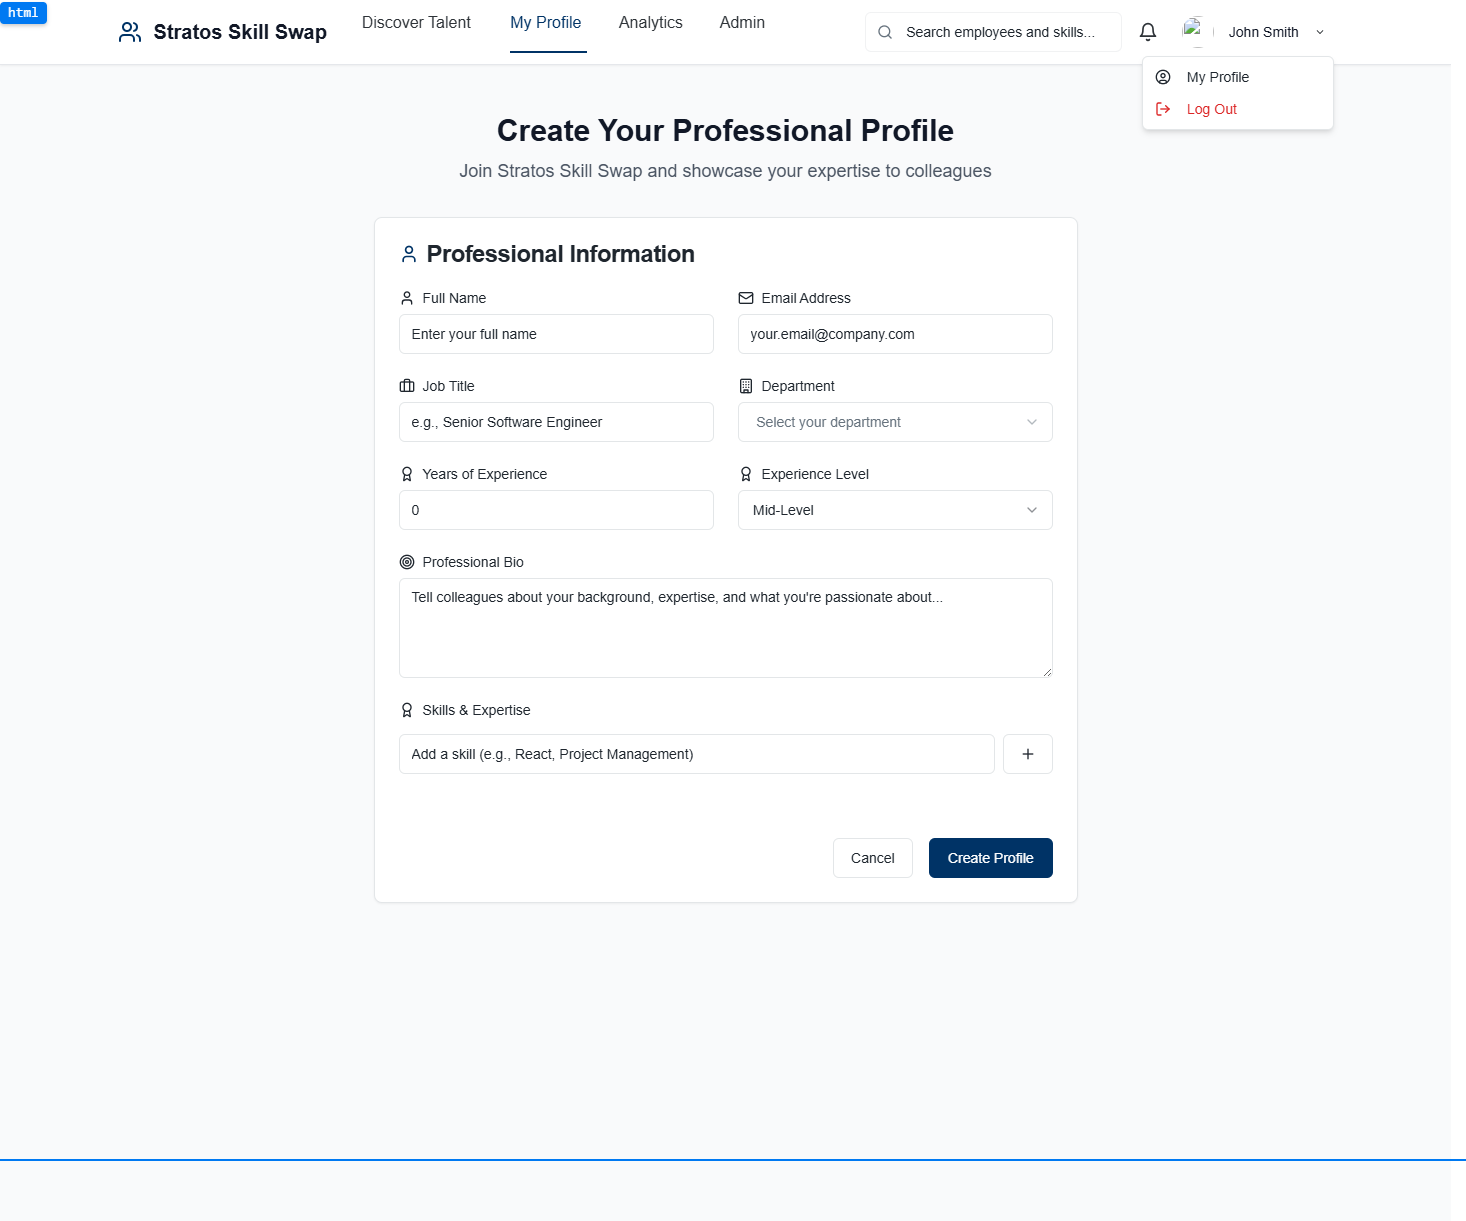 html
Stratos Skill Swap
Discover Talent
My Profile
Analytics
Admin
Search employees and skills...
John Smith
My Profile
Log Out
Create Your Professional Profile
Join Stratos Skill Swap and showcase your expertise to colleagues
Professional Information
Full Name
Enter your full name
Email Address
your.email@company.com
Job Title
e.g., Senior Software Engineer
Department
Select your department
Years of Experience
0
Experience Level
Mid-Level
Professional Bio
Tell colleagues about your background, expertise, and what you're passionate about...
Skills & Expertise
Add a skill (e.g., React, Project Management)
Cancel
Create Profile